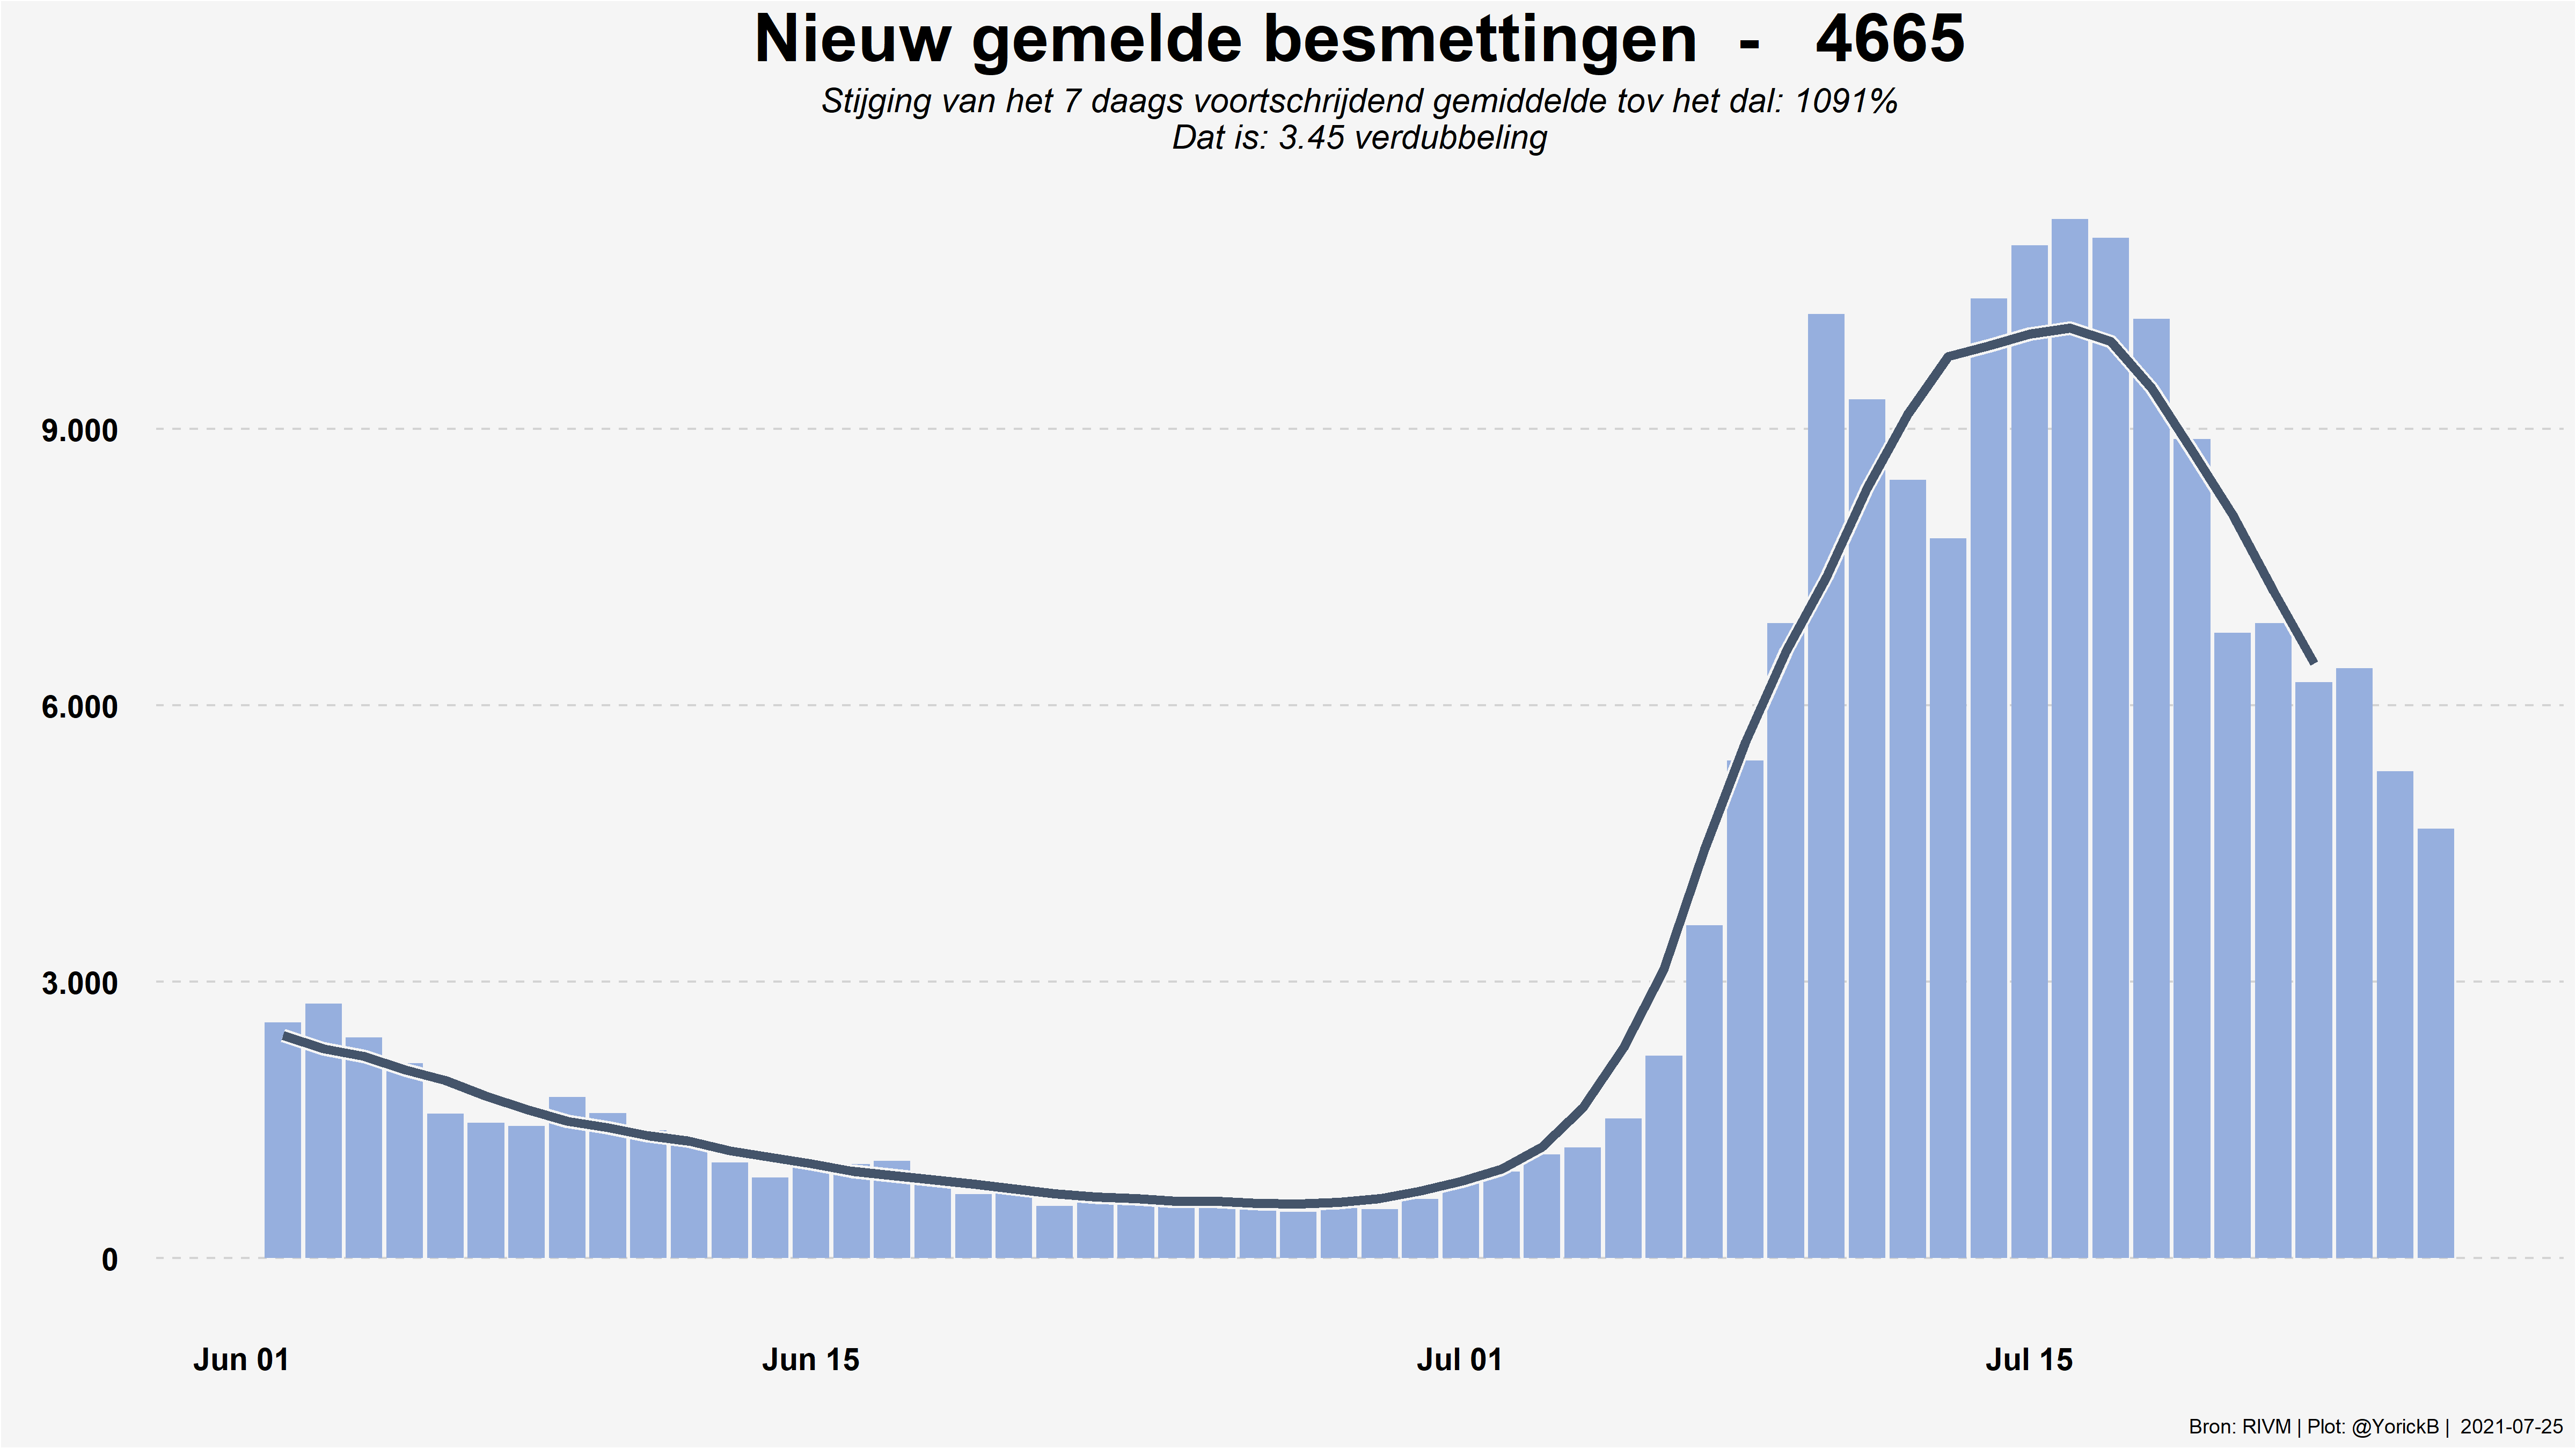 Nieuw gemelde besmettingen - 4665
Stijging van het 7 daags voortschrijdend gemiddelde tov het dal: 1091%
Dat is: 3.45 verdubbeling
9.000
6.000
3.000
0
Jun 01 Jun 15 Jul 01 Jul 15
Bron: RIVM | Plot: @YorickB | 2021-07-25